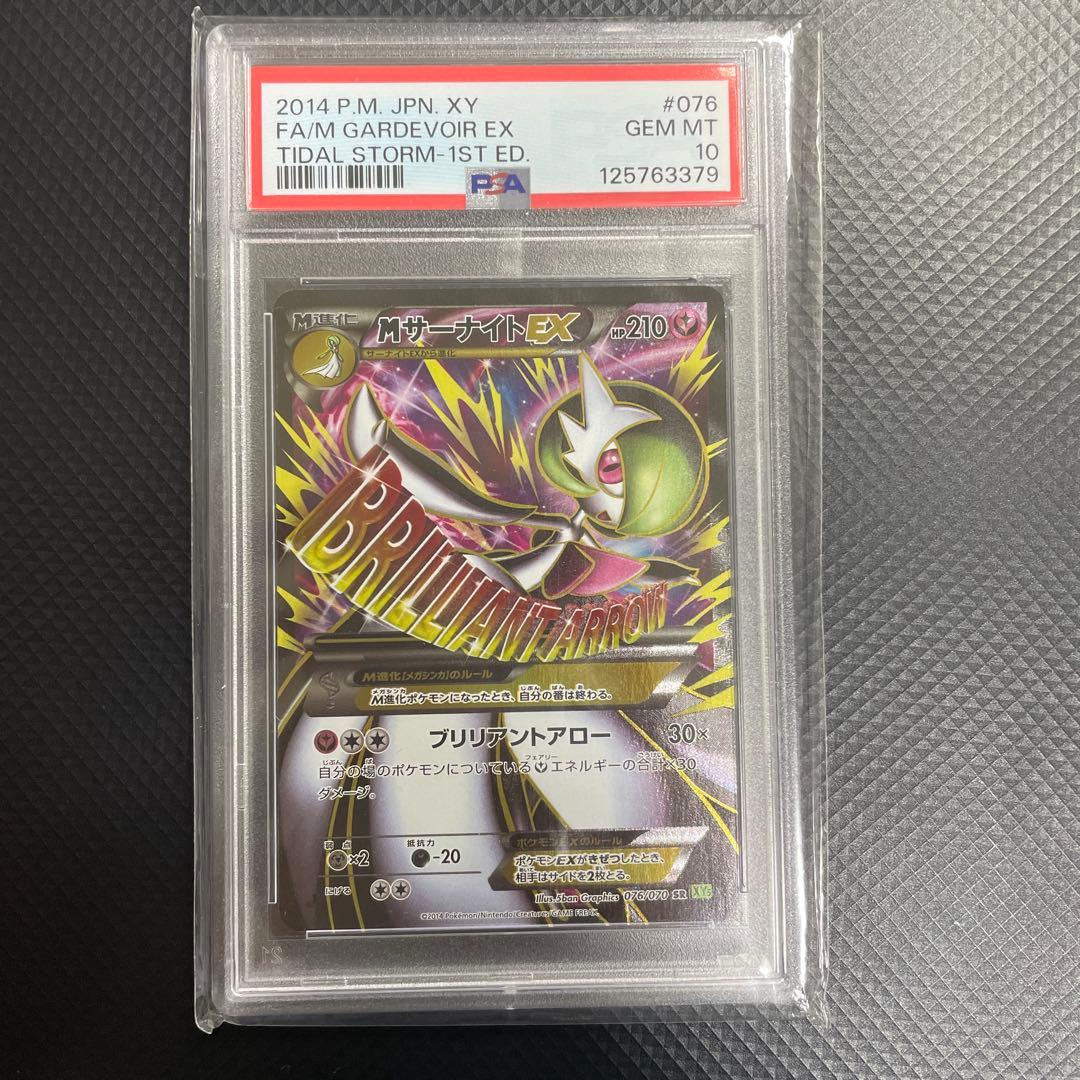 2014 P.M. JPN. XY #076
FA/M GARDEVOIR EX GEM MT
TIDAL STORM-1ST ED. 10
PSA 125763379
M進化
MサーナイトEX HP210
サーナイトEXから進化
BRILLIANT ARROW
M進化[メガシンカ]のルール
M進化ポケモンになったとき、自分の番は終わる。
ブリリアントアロー 30×
自分の場のポケモンについているエネルギーの合計×30
ダメージ。
弱点 抵抗力
×2 -20
ポケモンEXのルール
ポケモンEXがきぜつしたとき、
相手はサイドを2枚とる。
にげる
Illus. 5ban Graphics 076/070 SR XY5
©2014 Pokémon/Nintendo/Creatures/GAME FREAK.